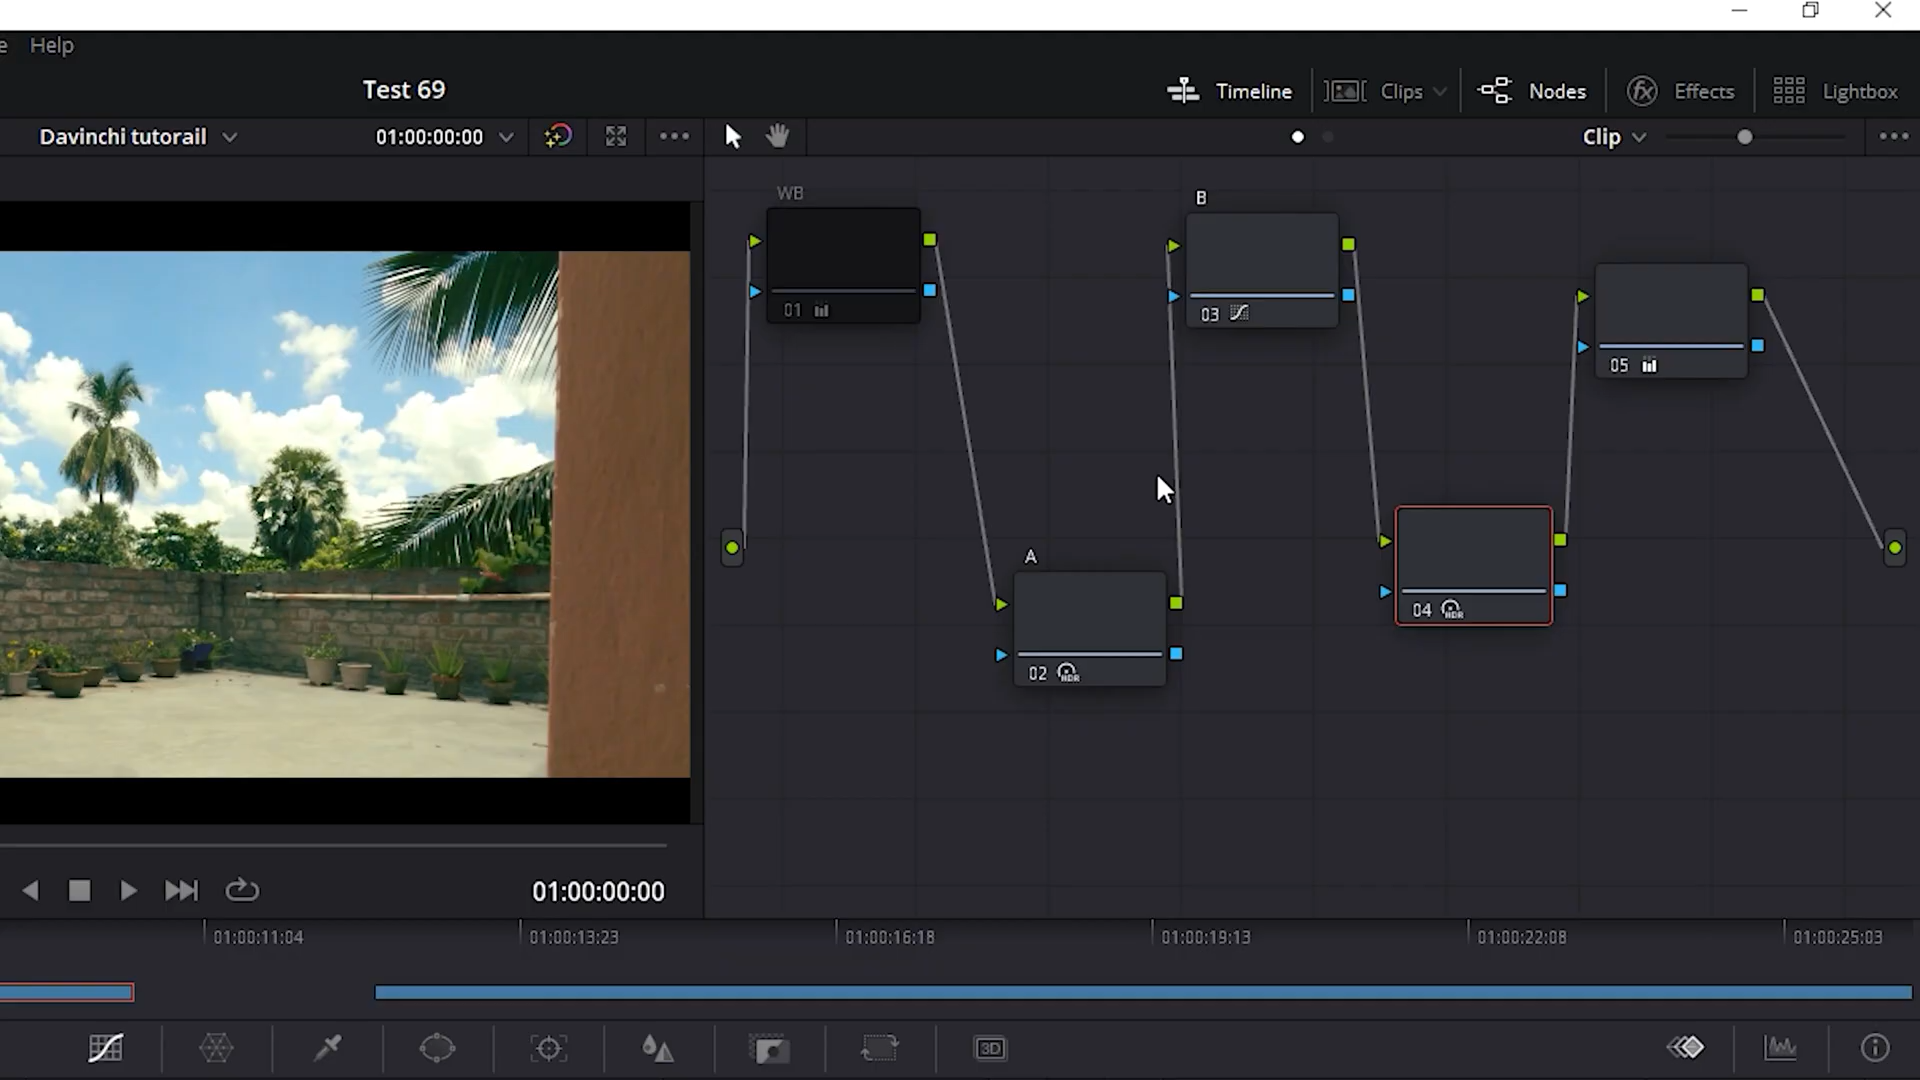 e Help
Test 69
Timeline Clips Nodes Effects Lightbox
Davinchi tutorail 01:00:00:00 Clip
WB
01
B
03
05
A
02 HDR
04 HDR
01:00:00:00
01:00:11:04 01:00:13:23 01:00:16:18 01:00:19:13 01:00:22:08 01:00:25:03
3D